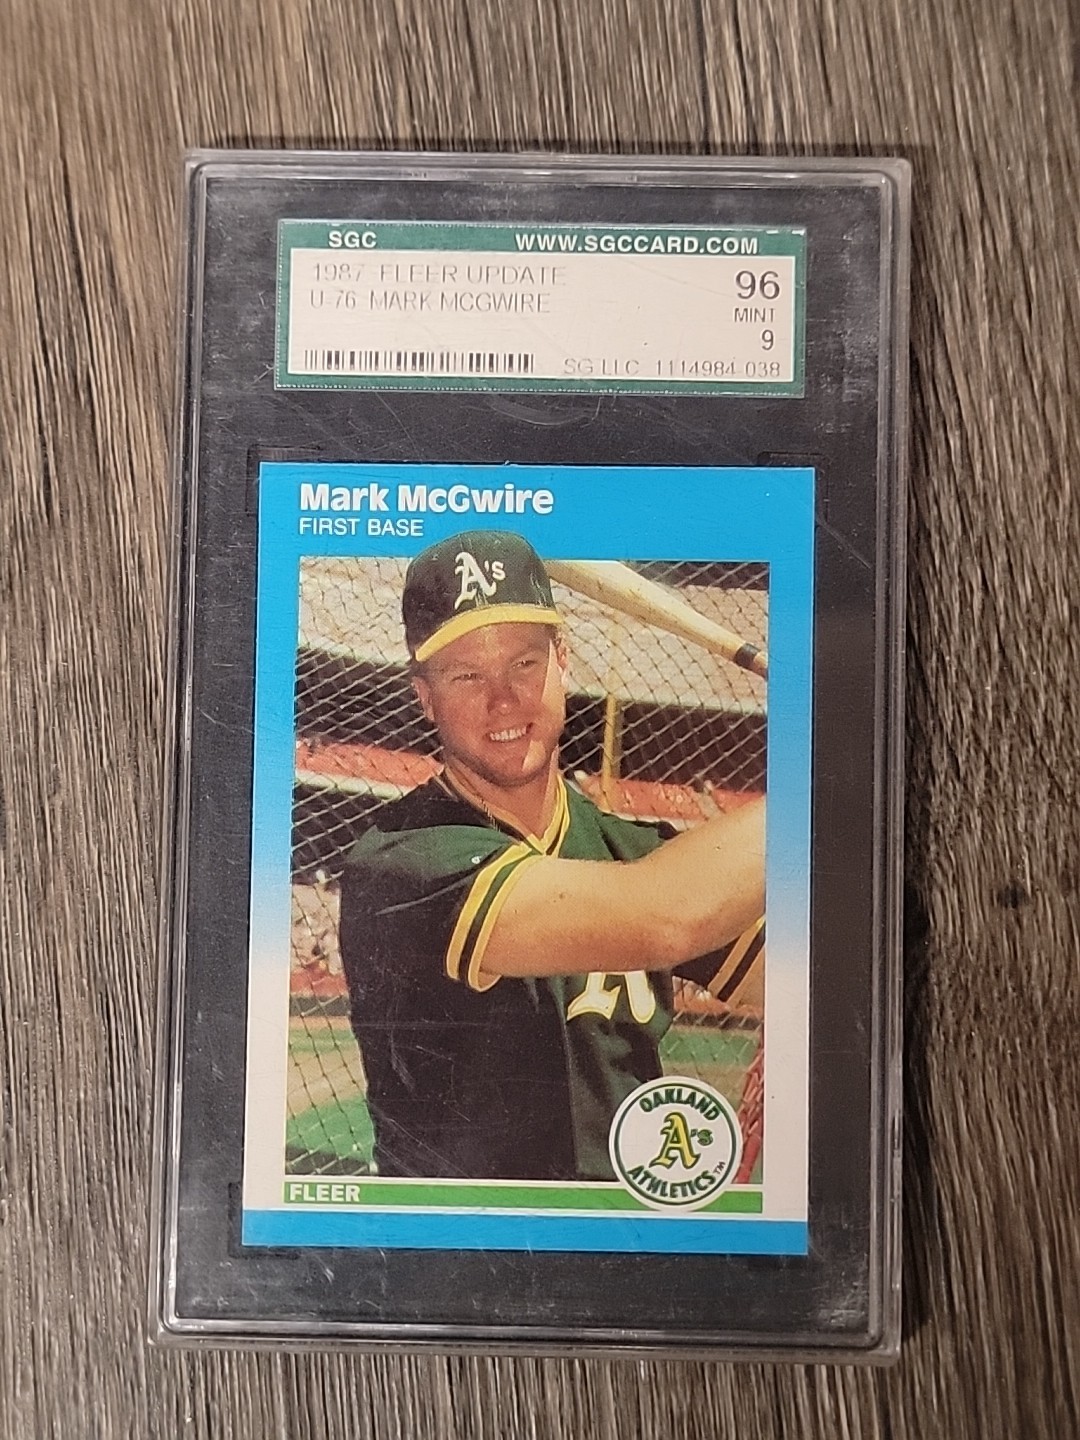 SGC WWW.SGCCARD.COM
1987 FLEER UPDATE 96
U-76 MARK MCGWIRE MINT
9
SG LLC 1114984-038
Mark McGwire
FIRST BASE
A's
A
OAKLAND
A's
ATHLETICS™
FLEER